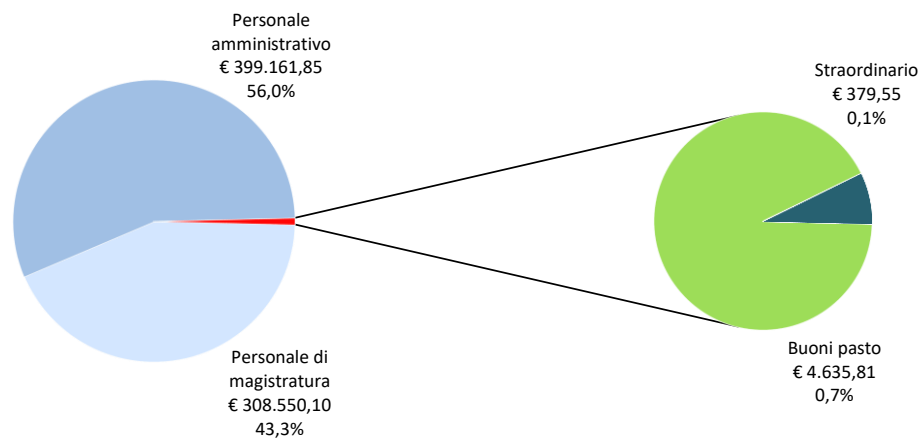 Personale
amministrativo
€ 399.161,85
56,0%
Straordinario
€ 379,55
0,1%
Personale di
magistratura
€ 308.550,10
43,3%
Buoni pasto
€ 4.635,81
0,7%